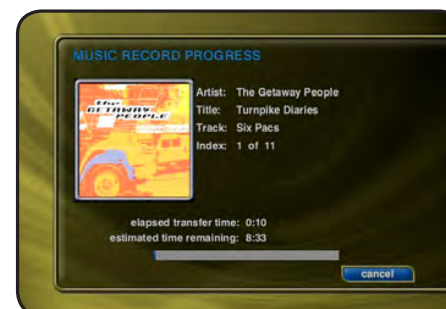 MUSIC RECORD PROGRESS
the
GETAWAY
PEOPLE
Artist: The Getaway People
Title: Turnpike Diaries
Track: Six Pacs
Index: 1 of 11
elapsed transfer time: 0:10
estimated time remaining: 8:33
cancel